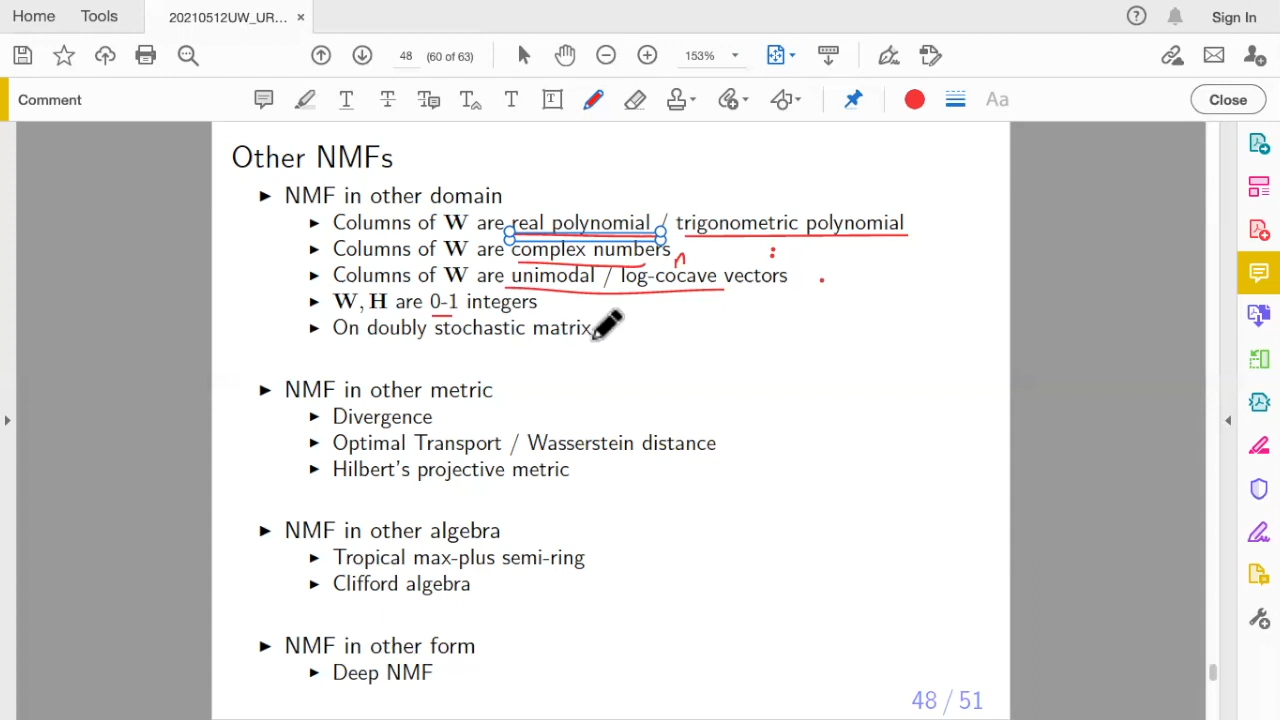 Home Tools 20210512UW_UR... × Sign In
48 (60 of 63) 153%
Comment Aa Close
Other NMFs
► NMF in other domain
► Columns of W are real polynomial / trigonometric polynomial
► Columns of W are complex numbers
n
► Columns of W are unimodal / log-cocave vectors
► W, H are 0-1 integers
► On doubly stochastic matrix
► NMF in other metric
► Divergence
► Optimal Transport / Wasserstein distance
► Hilbert's projective metric
► NMF in other algebra
► Tropical max-plus semi-ring
► Clifford algebra
► NMF in other form
► Deep NMF
48 / 51